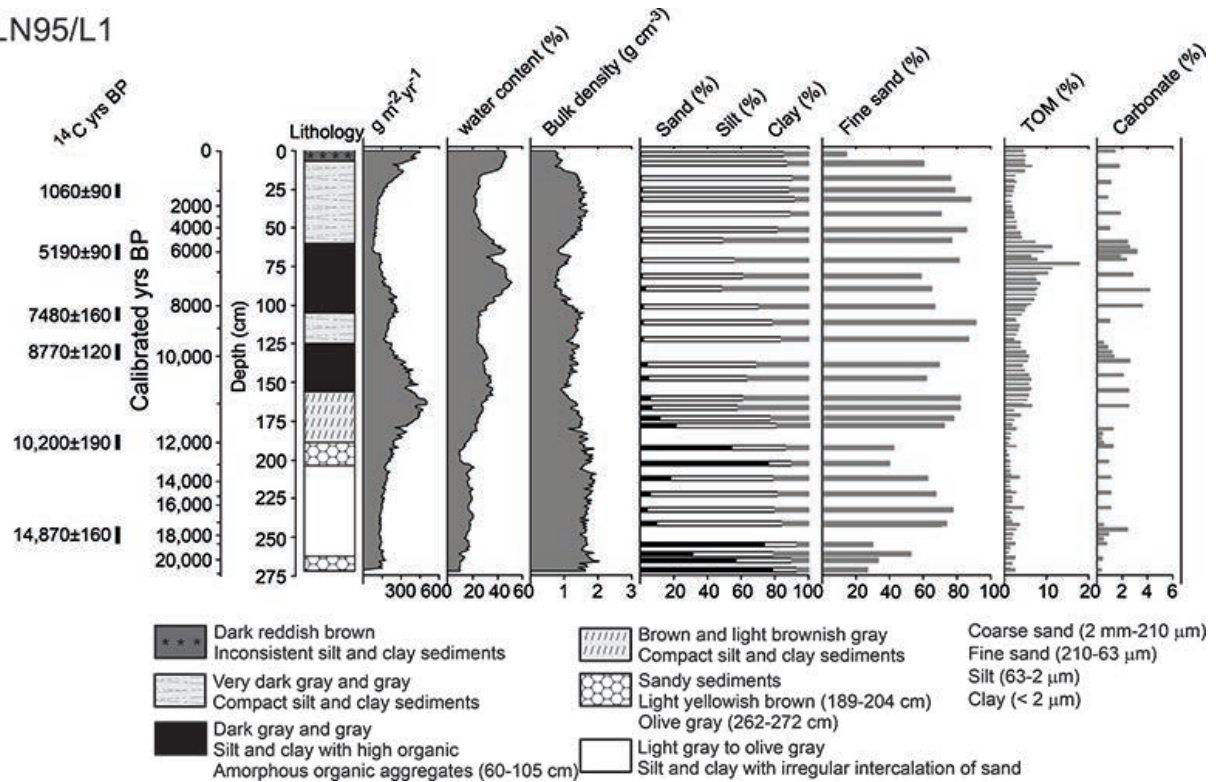 LN95/L1
¹⁴C yrs BP
Calibrated yrs BP
Depth (cm)
Lithology
g m⁻² yr⁻¹
water content (%)
Bulk density (g cm⁻³)
Sand (%)
Silt (%)
Clay (%)
Fine sand (%)
TOM (%)
Carbonate (%)
1060±90
5190±90
7480±160
8770±120
10,200±190
14,870±160
0
2000
4000
6000
8000
10,000
12,000
14,000
16,000
18,000
20,000
0
25
50
75
100
125
150
175
200
225
250
275
300 600
0 20 40 60
1 2 3
0 20 40 60 80 100
0 20 40 60 80 100
0 10 20
0 2 4 6
Dark reddish brown
Inconsistent silt and clay sediments
Very dark gray and gray
Compact silt and clay sediments
Dark gray and gray
Silt and clay with high organic
Amorphous organic aggregates (60-105 cm)
Brown and light brownish gray
Compact silt and clay sediments
Sandy sediments
Light yellowish brown (189-204 cm)
Olive gray (262-272 cm)
Light gray to olive gray
Silt and clay with irregular intercalation of sand
Coarse sand (2 mm-210 µm)
Fine sand (210-63 µm)
Silt (63-2 µm)
Clay (< 2 µm)